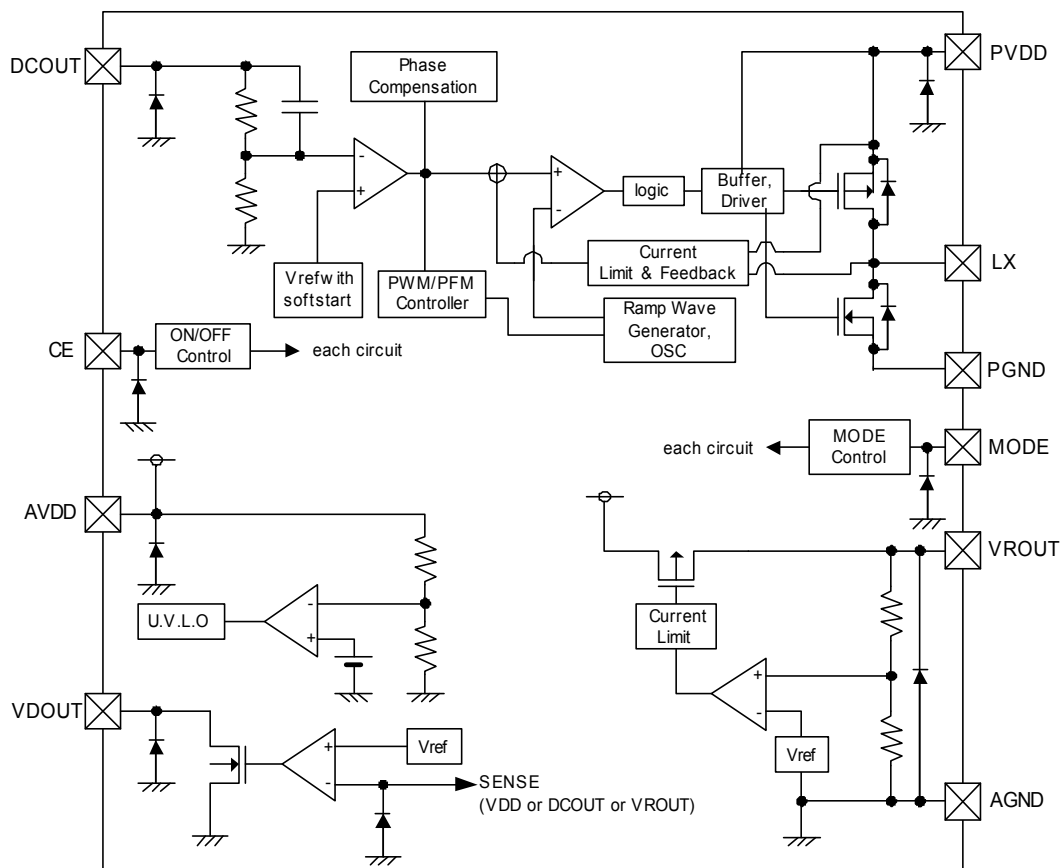 DCOUT
Phase
Compensation
PVDD
-
+
+
-
logic
Buffer,
Driver
Current
Limit & Feedback
LX
Vref with
softstart
PWM/PFM
Controller
Ramp Wave
Generator,
OSC
CE
ON/OFF
Control
each circuit
PGND
each circuit
MODE
Control
MODE
AVDD
VROUT
U.V.L.O
-
+
Current
Limit
VDOUT
+
-
Vref
+
-
Vref
SENSE
(VDD or DCOUT or VROUT)
AGND